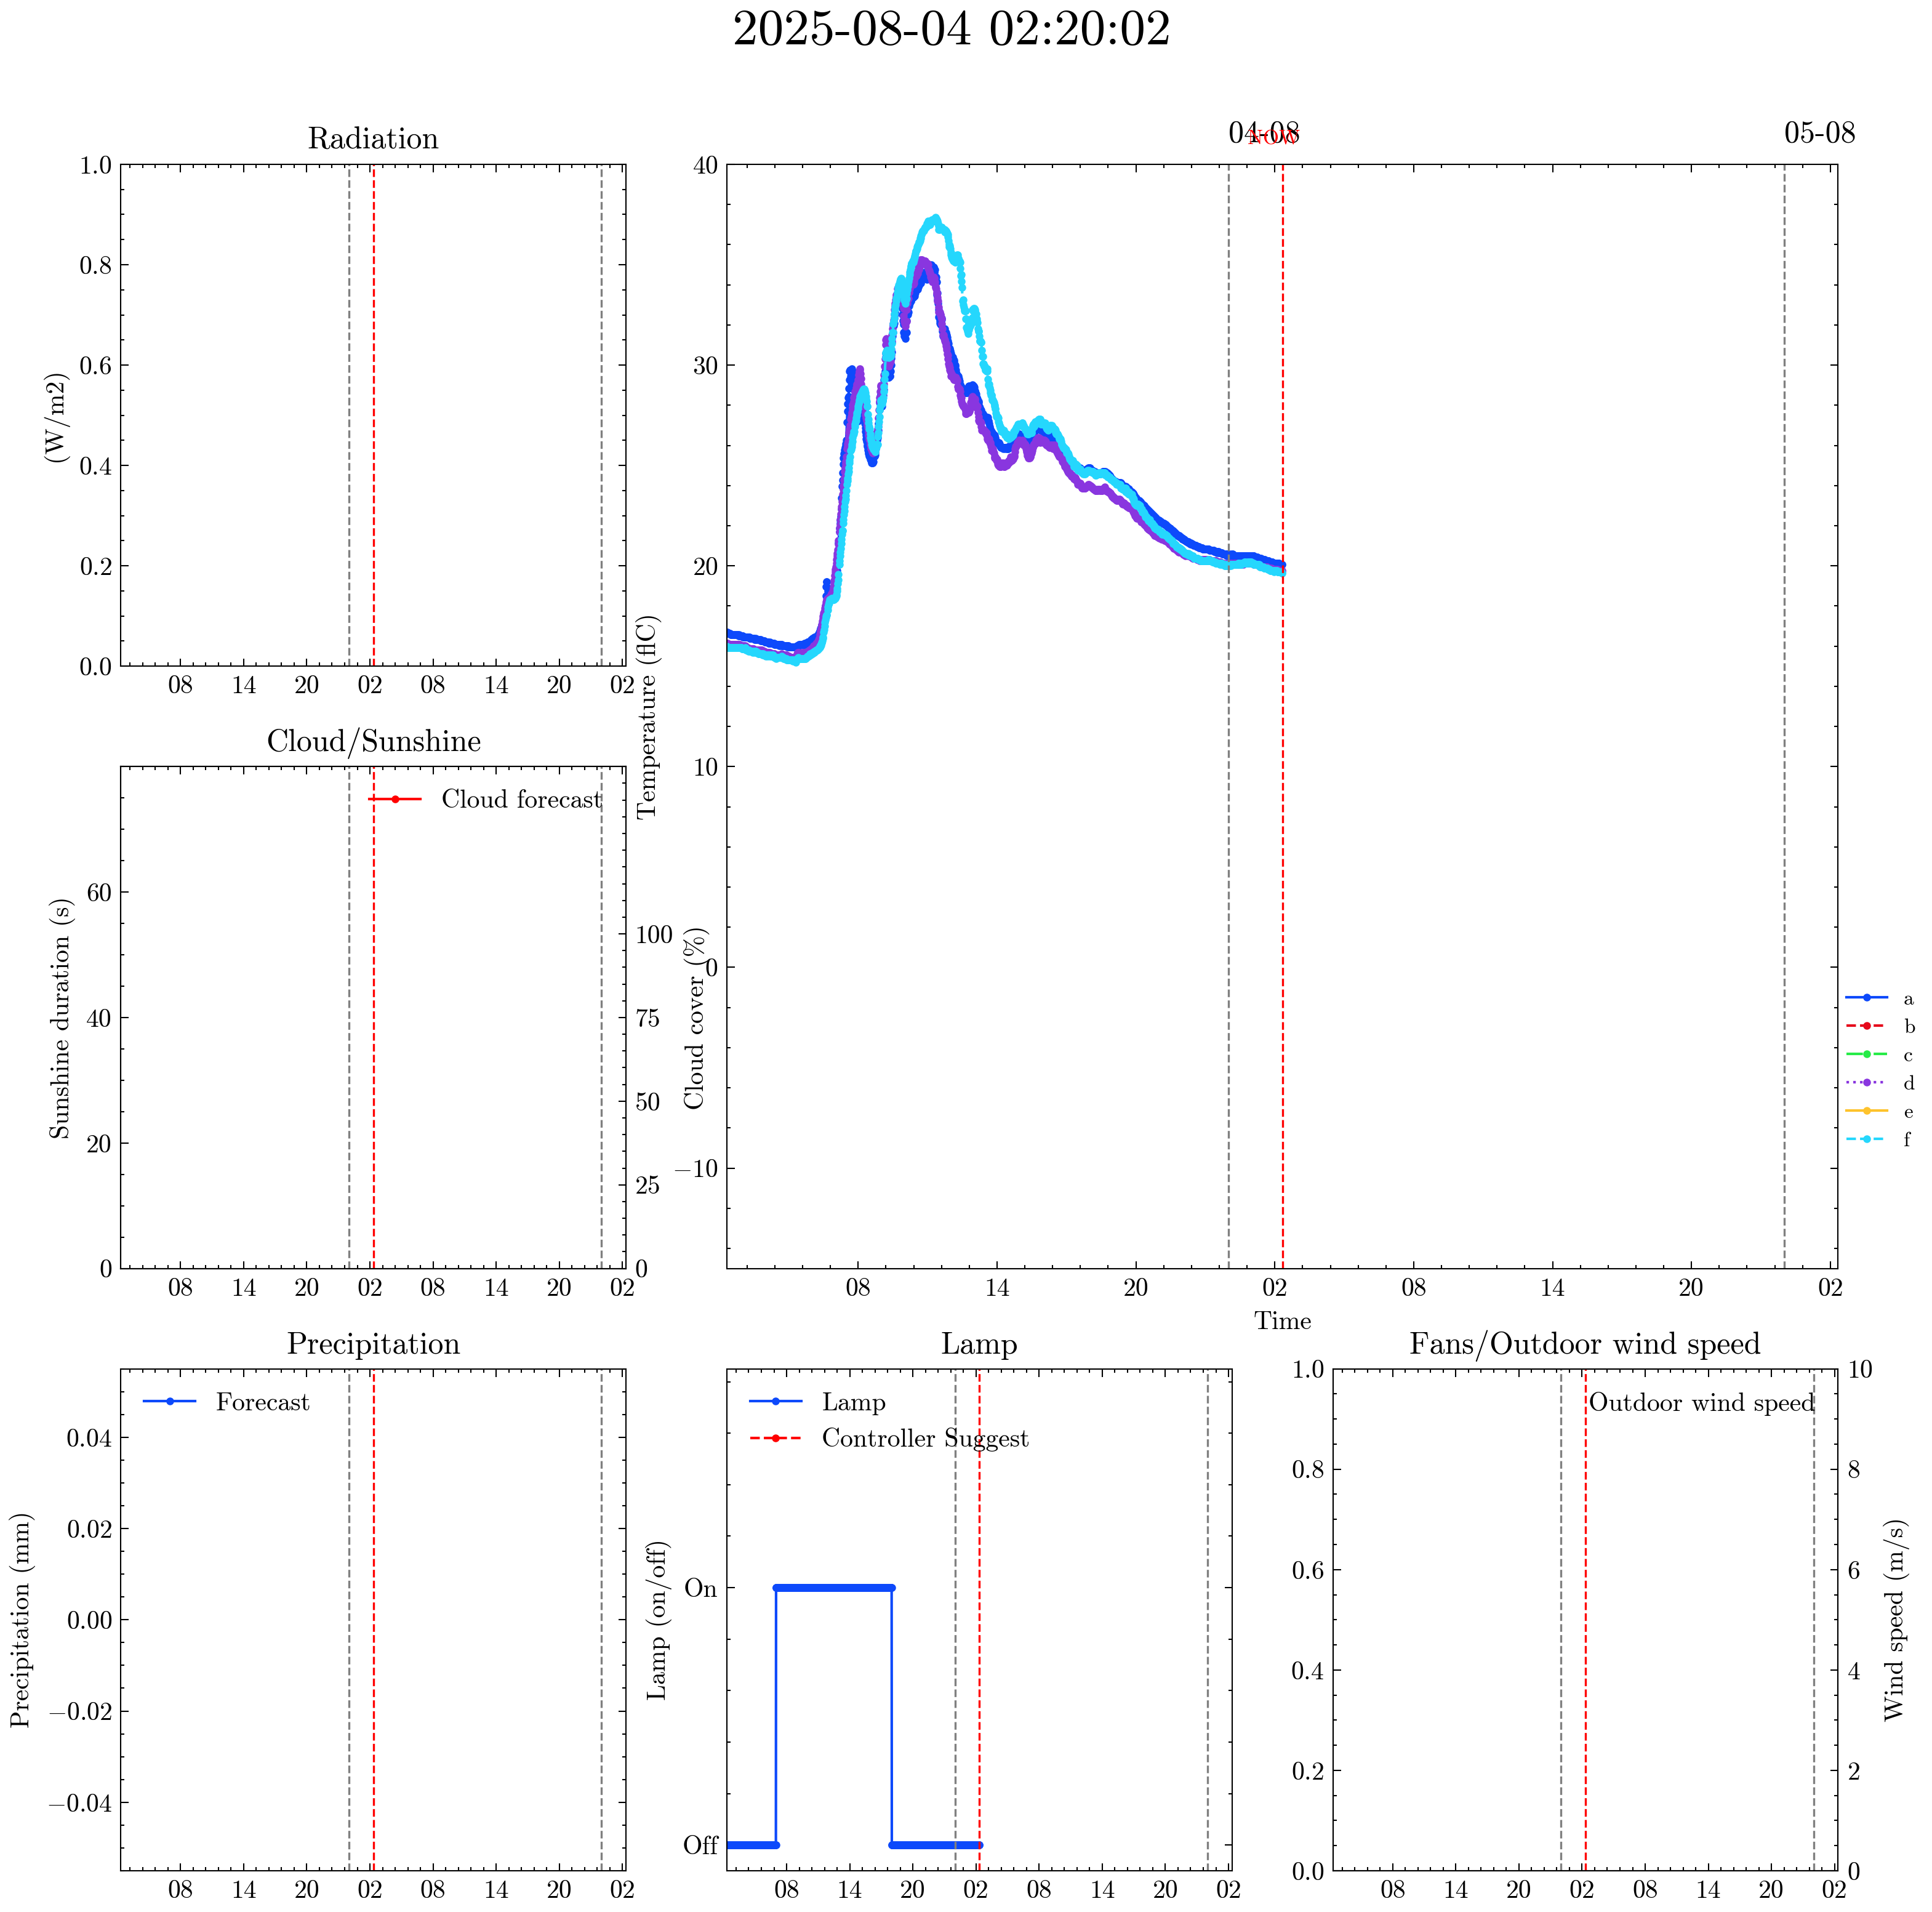 2025-08-04 02:20:02
Radiation
1.0
0.8
0.6
0.4
0.2
0.0
(W/m2)
08 14 20 02 08 14 20 02
04-08
NOW
05-08
40
30
20
10
0
−10
Temperature (flC)
08 14 20 02 08 14 20 02
Time
a
b
c
d
e
f
Cloud/Sunshine
Cloud forecast
60
40
20
0
Sunshine duration (s)
100
75
50
25
0
Cloud cover (%)
08 14 20 02 08 14 20 02
Precipitation
Forecast
0.04
0.02
0.00
−0.02
−0.04
Precipitation (mm)
08 14 20 02 08 14 20 02
Lamp
Lamp
Controller Suggest
On
Off
Lamp (on/off)
08 14 20 02 08 14 20 02
Fans/Outdoor wind speed
Outdoor wind speed
1.0
0.8
0.6
0.4
0.2
0.0
10
8
6
4
2
0
Wind speed (m/s)
08 14 20 02 08 14 20 02